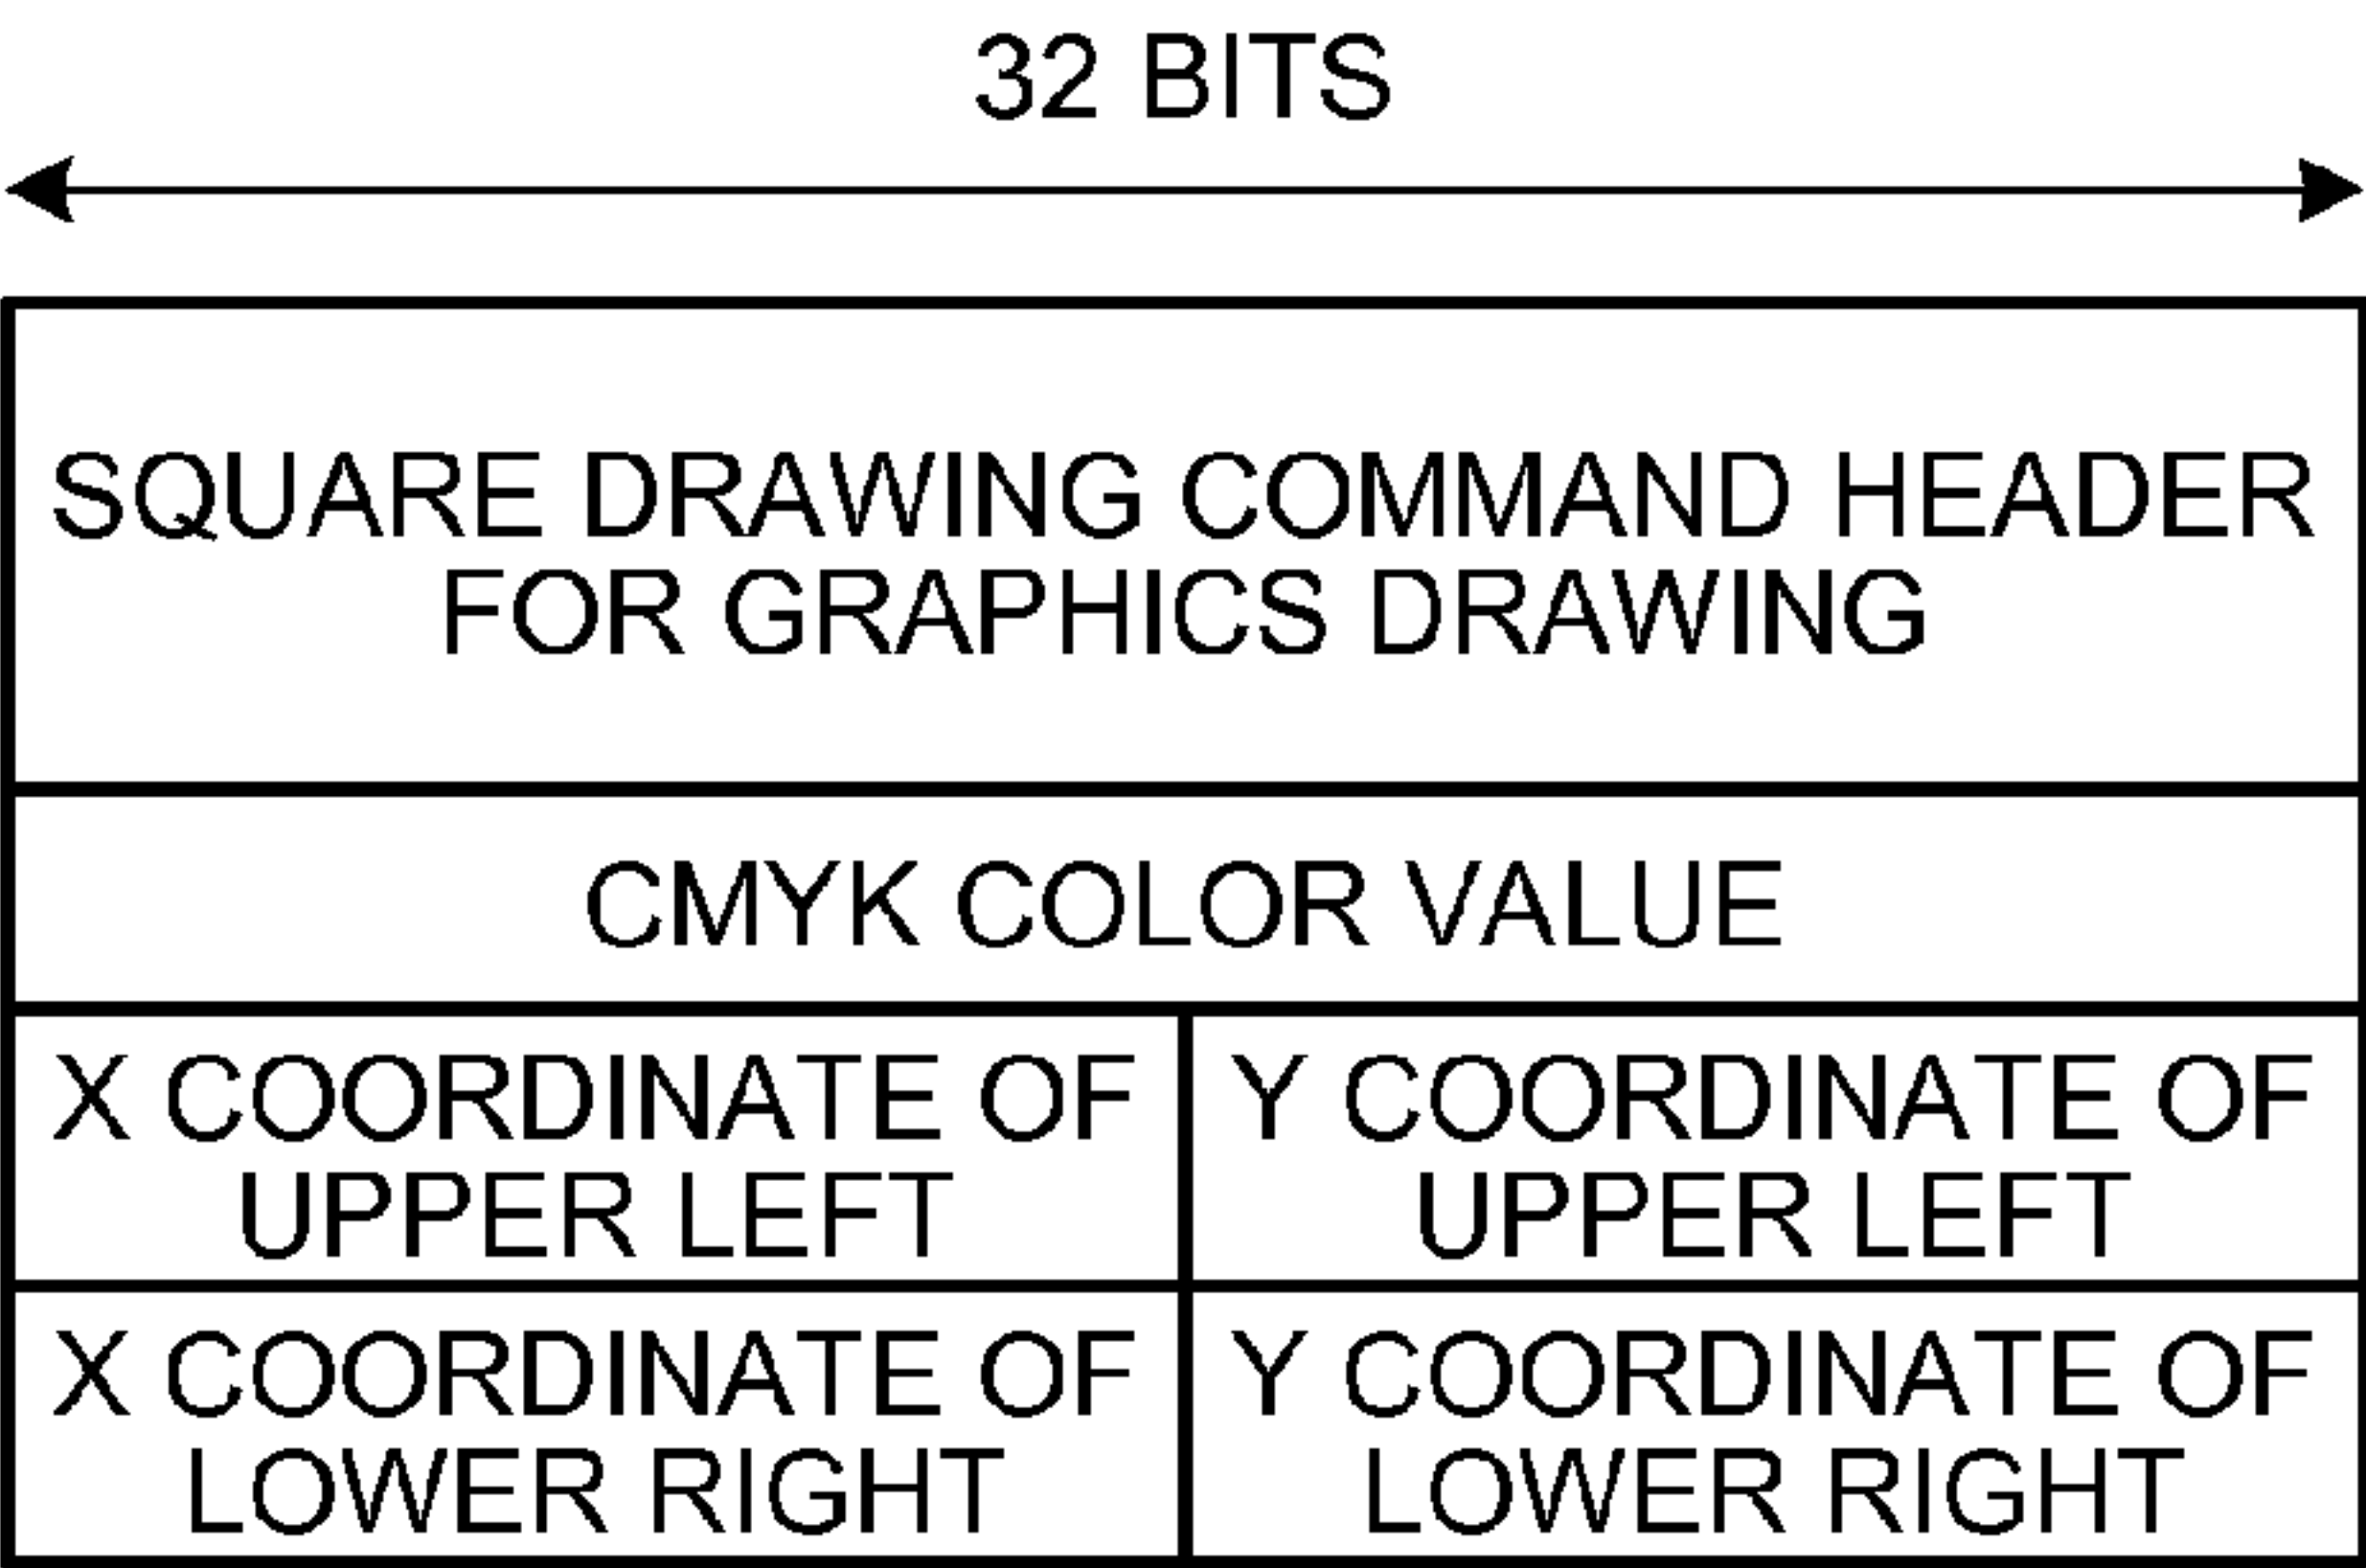 32 BITS
SQUARE DRAWING COMMAND HEADER
FOR GRAPHICS DRAWING
CMYK COLOR VALUE
X COORDINATE OF
UPPER LEFT
Y COORDINATE OF
UPPER LEFT
X COORDINATE OF
LOWER RIGHT
Y COORDINATE OF
LOWER RIGHT